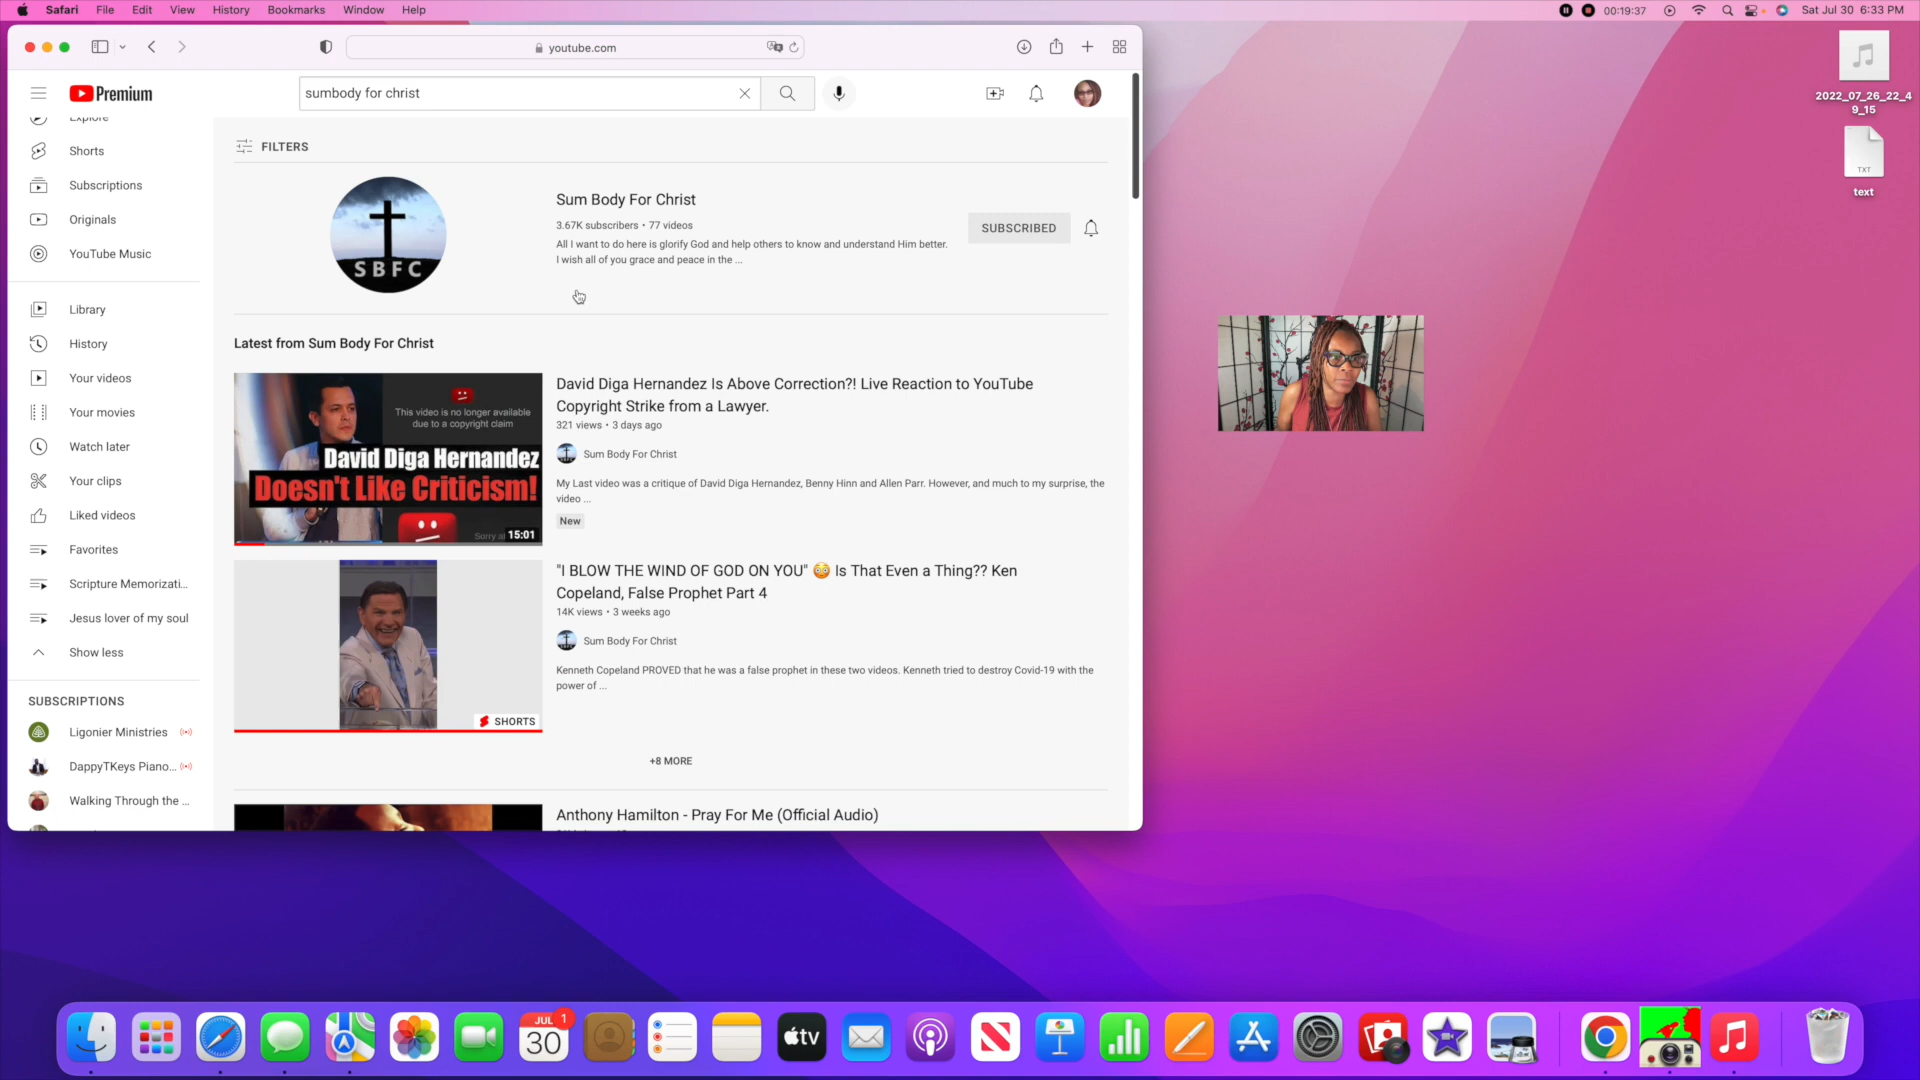 Safari File Edit View History Bookmarks Window Help
00:19:37 Sat Jul 30 6:33 PM
youtube.com
Premium
sumbody for christ
2022_07_26_22_4
9_15
TXT
text
Shorts
Subscriptions
Originals
YouTube Music
Library
History
Your videos
Your movies
Watch later
Your clips
Liked videos
Favorites
Scripture Memorizati...
Jesus lover of my soul
Show less
SUBSCRIPTIONS
Ligonier Ministries
DappyTKeys Piano...
Walking Through the ...
FILTERS
SBFC
Sum Body For Christ
3.67K subscribers • 77 videos
All I want to do here is glorify God and help others to know and understand Him better.
I wish all of you grace and peace in the ...
SUBSCRIBED
Latest from Sum Body For Christ
This video is no longer available
due to a copyright claim
David Diga Hernandez
Doesn't Like Criticism!
15:01
David Diga Hernandez Is Above Correction?! Live Reaction to YouTube
Copyright Strike from a Lawyer.
321 views • 3 days ago
Sum Body For Christ
My Last video was a critique of David Diga Hernandez, Benny Hinn and Allen Parr. However, and much to my surprise, the
video ...
New
SHORTS
"I BLOW THE WIND OF GOD ON YOU" 😳 Is That Even a Thing?? Ken
Copeland, False Prophet Part 4
14K views • 3 weeks ago
Sum Body For Christ
Kenneth Copeland PROVED that he was a false prophet in these two videos. Kenneth tried to destroy Covid-19 with the
power of ...
+8 MORE
Anthony Hamilton - Pray For Me (Official Audio)
JUL 1
30
tv